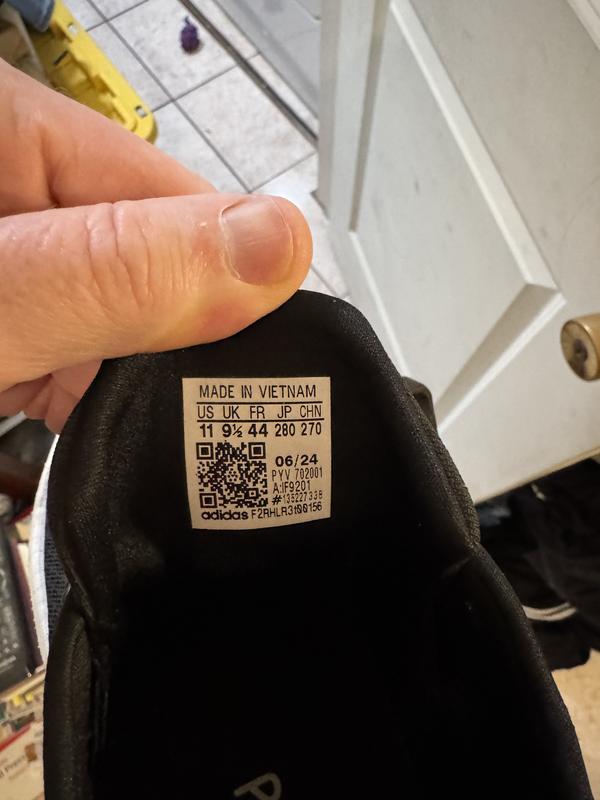 MADE IN VIETNAM
US UK FR JP CHN
11 9½ 44 280 270
06/24
PYV 702001
A:IF9201
#135227338
adidas F2RHLR3t00156
P